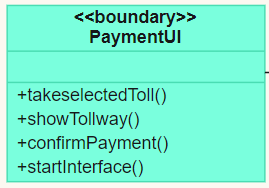 <<boundary>>
PaymentUI
+takeselectedToll()
+showTollway()
+confirmPayment()
+startInterface()